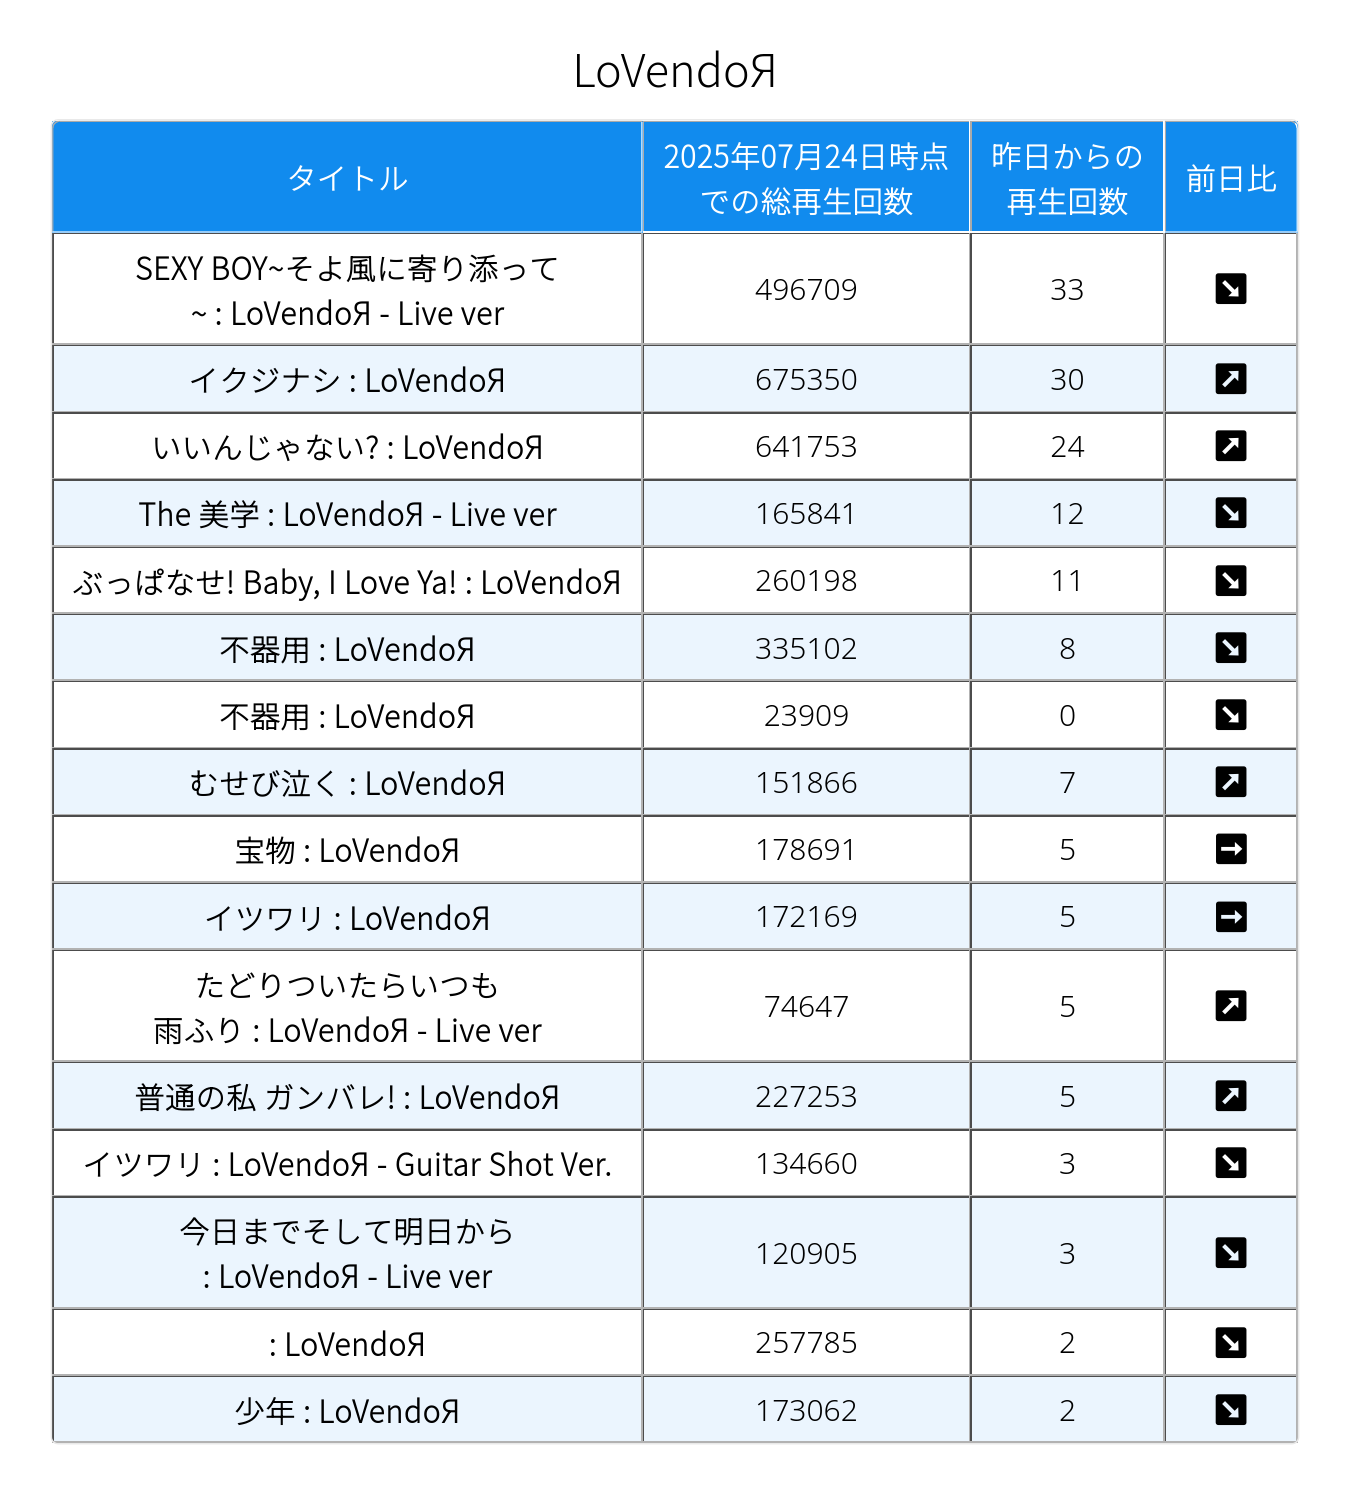 LoVendoЯ
タイトル
2025年07月24日時点
での総再生回数
昨日からの
再生回数
前日比
SEXY BOY~そよ風に寄り添って
~ : LoVendoЯ - Live ver
496709
33
イクジナシ : LoVendoЯ
675350
30
いいんじゃない? : LoVendoЯ
641753
24
The 美学 : LoVendoЯ - Live ver
165841
12
ぶっぱなせ! Baby, I Love Ya! : LoVendoЯ
260198
11
不器用 : LoVendoЯ
335102
8
不器用 : LoVendoЯ
23909
0
むせび泣く : LoVendoЯ
151866
7
宝物 : LoVendoЯ
178691
5
イツワリ : LoVendoЯ
172169
5
たどりついたらいつも
雨ふり : LoVendoЯ - Live ver
74647
5
普通の私 ガンバレ! : LoVendoЯ
227253
5
イツワリ : LoVendoЯ - Guitar Shot Ver.
134660
3
今日までそして明日から
: LoVendoЯ - Live ver
120905
3
: LoVendoЯ
257785
2
少年 : LoVendoЯ
173062
2